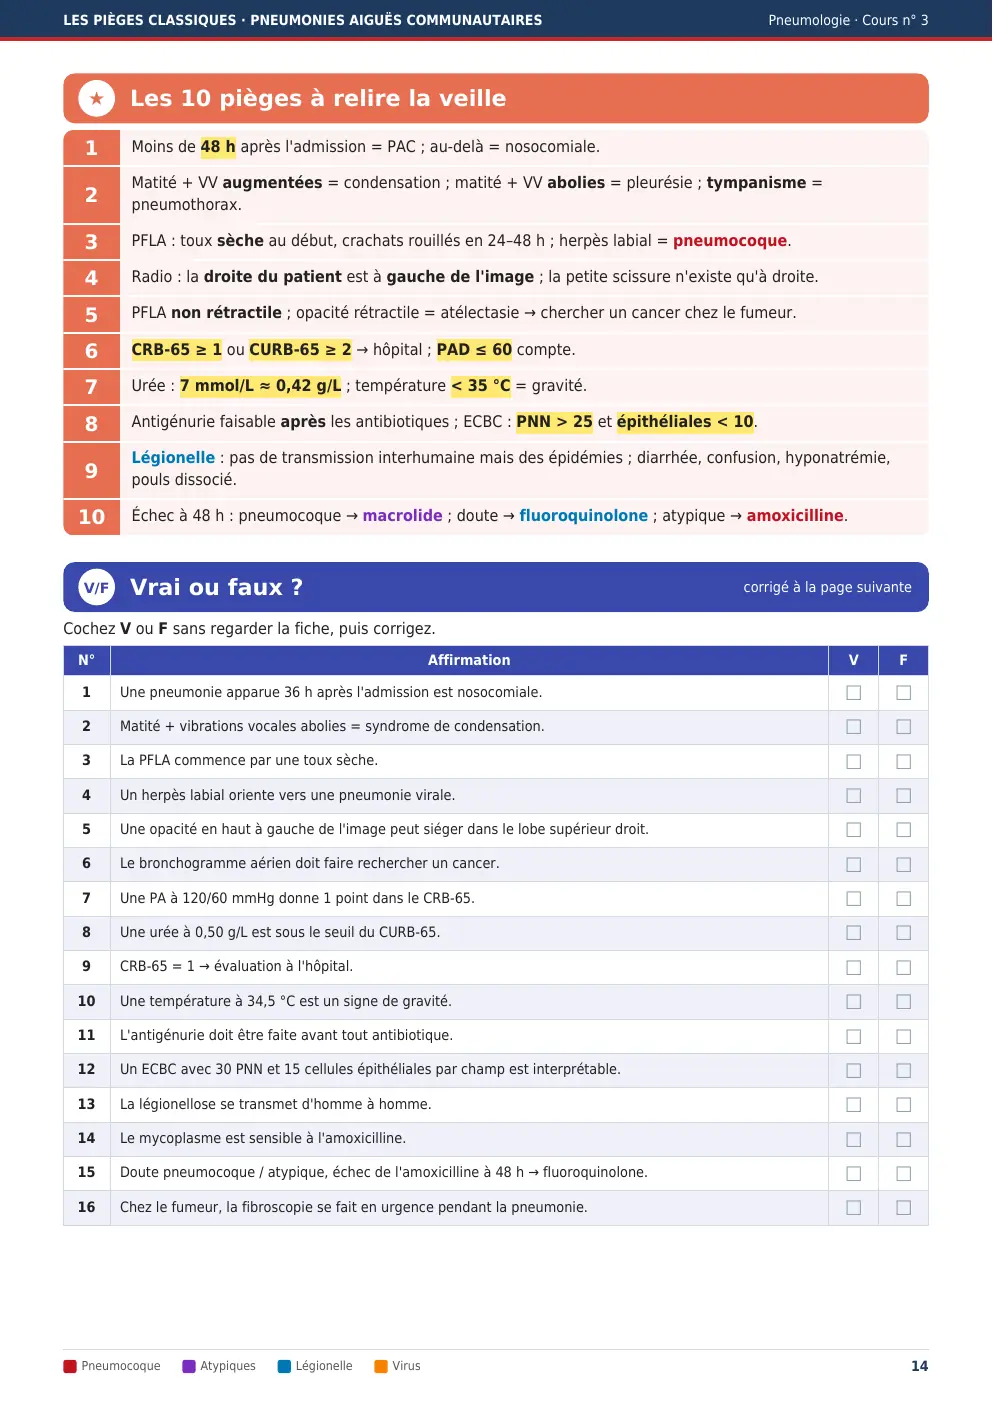 LES PIÈGES CLASSIQUES · PNEUMONIES AIGUËS COMMUNAUTAIRES
Pneumologie · Cours n° 3
★ Les 10 pièges à relire la veille
1 Moins de 48 h après l'admission = PAC ; au-delà = nosocomiale.
2 Matité + VV augmentées = condensation ; matité + VV abolies = pleurésie ; tympanisme =
pneumothorax.
3 PFLA : toux sèche au début, crachats rouillés en 24–48 h ; herpès labial = pneumocoque.
4 Radio : la droite du patient est à gauche de l'image ; la petite scissure n'existe qu'à droite.
5 PFLA non rétractile ; opacité rétractile = atélectasie → chercher un cancer chez le fumeur.
6 CRB-65 ≥ 1 ou CURB-65 ≥ 2 → hôpital ; PAD ≤ 60 compte.
7 Urée : 7 mmol/L ≈ 0,42 g/L ; température < 35 °C = gravité.
8 Antigénurie faisable après les antibiotiques ; ECBC : PNN > 25 et épithéliales < 10.
9 Légionelle : pas de transmission interhumaine mais des épidémies ; diarrhée, confusion, hyponatrémie,
pouls dissocié.
10 Échec à 48 h : pneumocoque → macrolide ; doute → fluoroquinolone ; atypique → amoxicilline.
V/F Vrai ou faux ?
corrigé à la page suivante
Cochez V ou F sans regarder la fiche, puis corrigez.
N° Affirmation V F
1 Une pneumonie apparue 36 h après l'admission est nosocomiale. ☐ ☐
2 Matité + vibrations vocales abolies = syndrome de condensation. ☐ ☐
3 La PFLA commence par une toux sèche. ☐ ☐
4 Un herpès labial oriente vers une pneumonie virale. ☐ ☐
5 Une opacité en haut à gauche de l'image peut siéger dans le lobe supérieur droit. ☐ ☐
6 Le bronchogramme aérien doit faire rechercher un cancer. ☐ ☐
7 Une PA à 120/60 mmHg donne 1 point dans le CRB-65. ☐ ☐
8 Une urée à 0,50 g/L est sous le seuil du CURB-65. ☐ ☐
9 CRB-65 = 1 → évaluation à l'hôpital. ☐ ☐
10 Une température à 34,5 °C est un signe de gravité. ☐ ☐
11 L'antigénurie doit être faite avant tout antibiotique. ☐ ☐
12 Un ECBC avec 30 PNN et 15 cellules épithéliales par champ est interprétable. ☐ ☐
13 La légionellose se transmet d'homme à homme. ☐ ☐
14 Le mycoplasme est sensible à l'amoxicilline. ☐ ☐
15 Doute pneumocoque / atypique, échec de l'amoxicilline à 48 h → fluoroquinolone. ☐ ☐
16 Chez le fumeur, la fibroscopie se fait en urgence pendant la pneumonie. ☐ ☐
Pneumocoque Atypiques Légionelle Virus
14